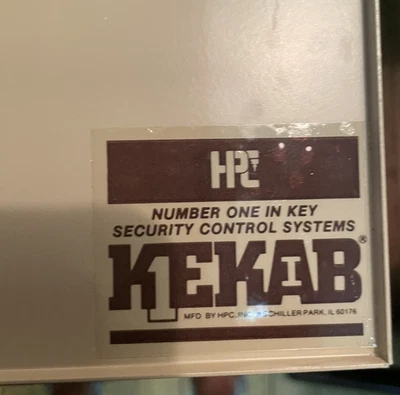 HPC
NUMBER ONE IN KEY
SECURITY CONTROL SYSTEMS
KEKAB®
MFD BY HPC, INC. SCHILLER PARK, IL 60176